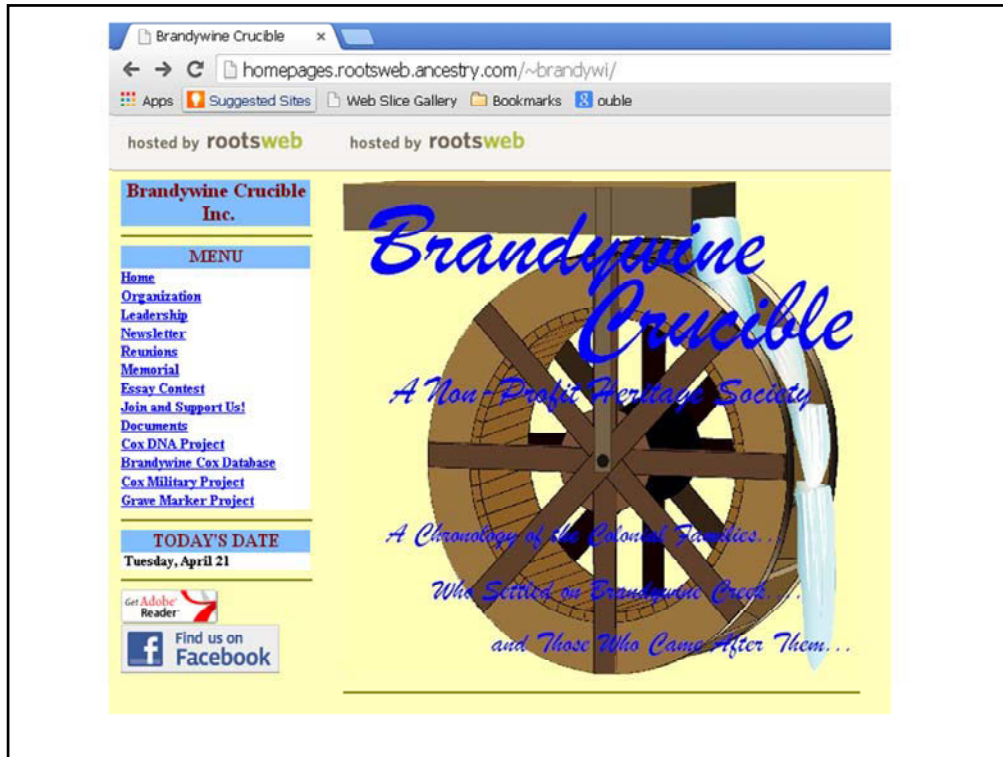 Brandywine Crucible
homepages.rootsweb.ancestry.com/~brandywi/
Apps Suggested Sites Web Slice Gallery Bookmarks 8 ouble
hosted by rootsweb hosted by rootsweb
Brandywine Crucible
Inc.
MENU
Home
Organization
Leadership
Newsletter
Reunions
Memorial
Essay Contest
Join and Support Us!
Documents
Cox DNA Project
Brandywine Cox Database
Cox Military Project
Grave Marker Project
TODAY'S DATE
Tuesday, April 21
Get Adobe
Reader
Find us on
Facebook
Brandywine
Crucible
A Non-Profit Heritage Society
A Chronology of the Colonial Families...
Who Settled on Brandywine Creek....
and Those Who Came After Them...